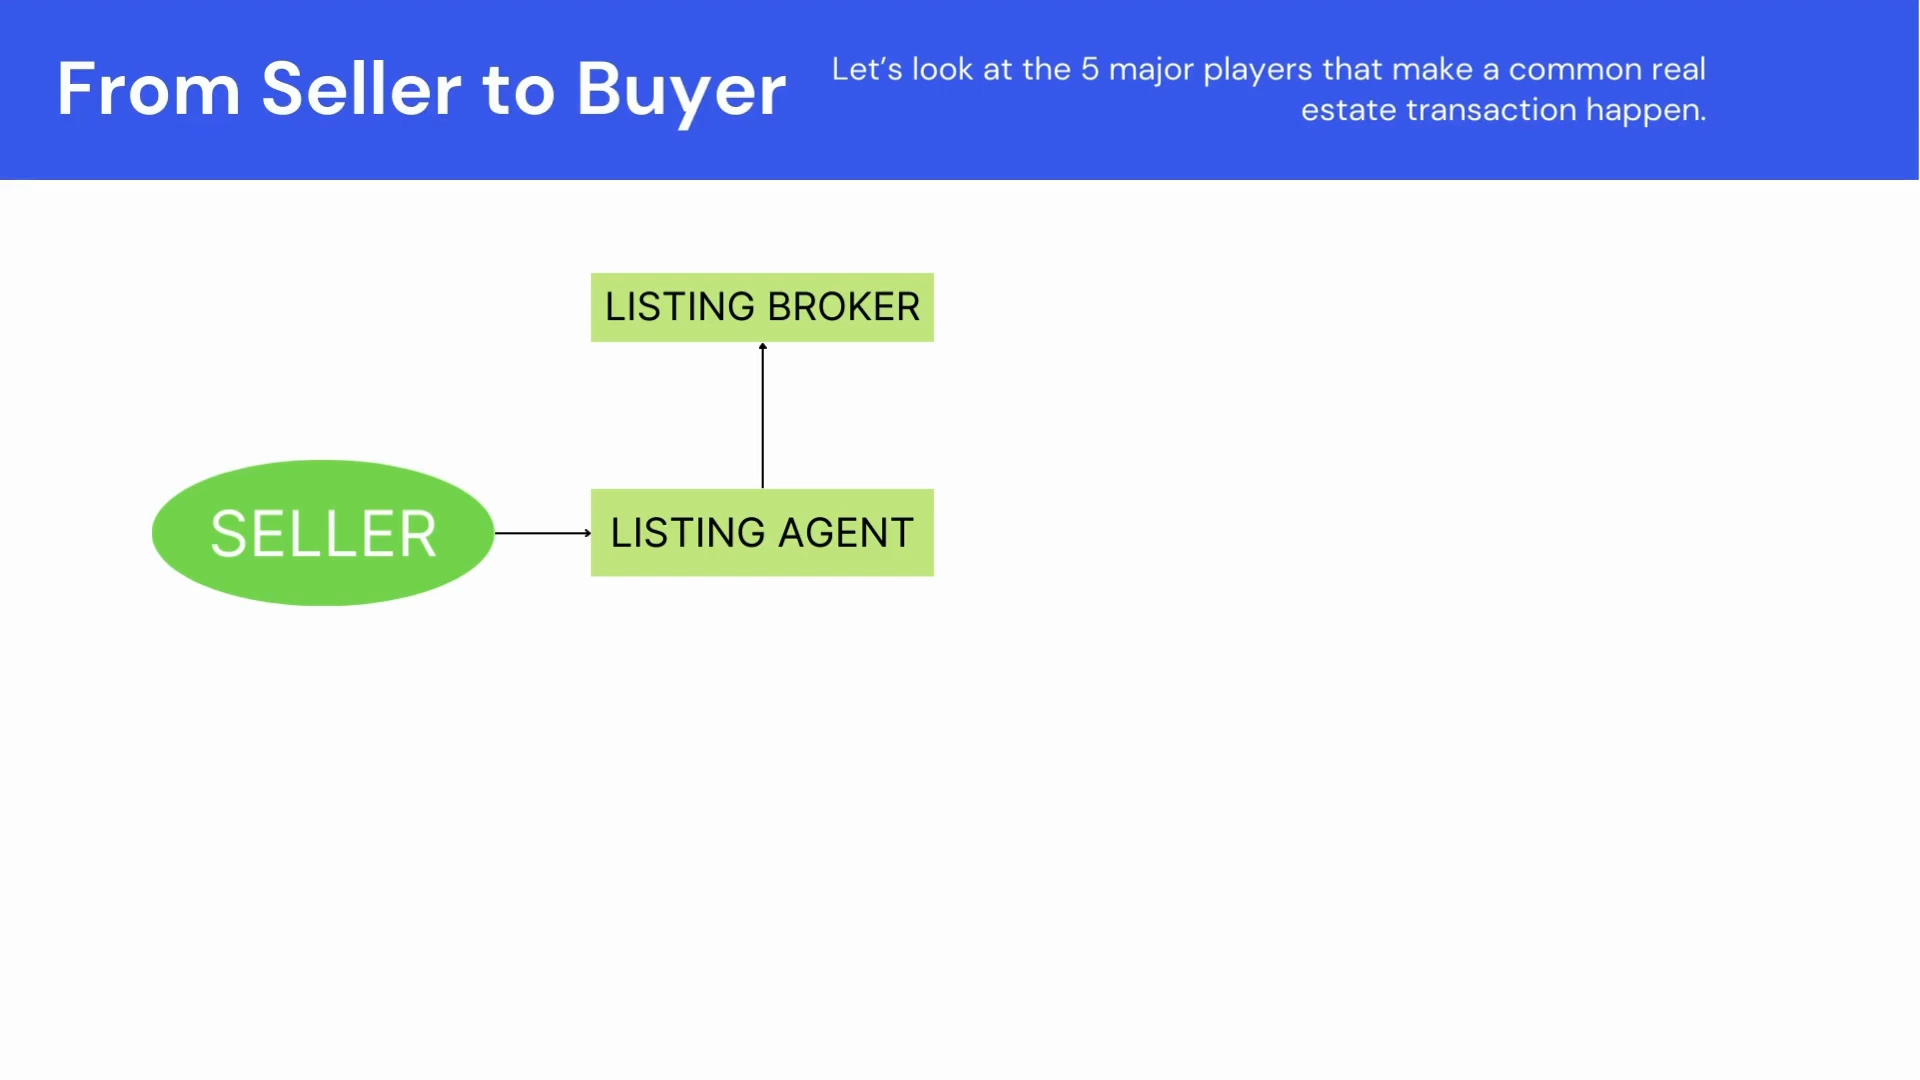 From Seller to Buyer
Let’s look at the 5 major players that make a common real
estate transaction happen.
LISTING BROKER
SELLER
LISTING AGENT